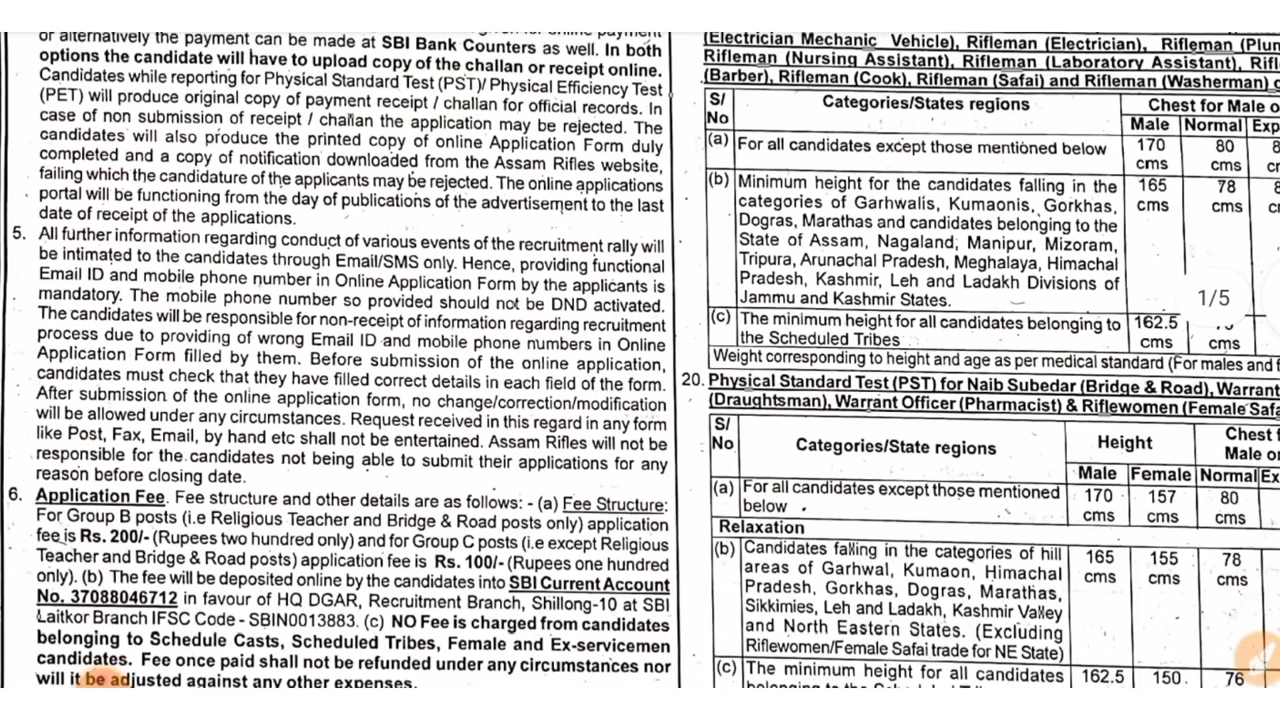 or alternatively the payment can be made at SBI Bank Counters as well. In both
options the candidate will have to upload copy of the challan or receipt online.
Candidates while reporting for Physical Standard Test (PST)/ Physical Efficiency Test
(PET) will produce original copy of payment receipt / challan for official records. In
case of non submission of receipt / challan the application may be rejected. The
candidates will also produce the printed copy of online Application Form duly
completed and a copy of notification downloaded from the Assam Rifles website,
failing which the candidature of the applicants may be rejected. The online applications
portal will be functioning from the day of publications of the advertisement to the last
date of receipt of the applications.
5. All further information regarding conduct of various events of the recruitment rally will
be intimated to the candidates through Email/SMS only. Hence, providing functional
Email ID and mobile phone number in Online Application Form by the applicants is
mandatory. The mobile phone number so provided should not be DND activated.
The candidates will be responsible for non-receipt of information regarding recruitment
process due to providing of wrong Email ID and mobile phone numbers in Online
Application Form filled by them. Before submission of the online application,
candidates must check that they have filled correct details in each field of the form.
After submission of the online application form, no change/correction/modification
will be allowed under any circumstances. Request received in this regard in any form
like Post, Fax, Email, by hand etc shall not be entertained. Assam Rifles will not be
responsible for the candidates not being able to submit their applications for any
reason before closing date.
6. Application Fee. Fee structure and other details are as follows: - (a) Fee Structure:
For Group B posts (i.e Religious Teacher and Bridge & Road posts only) application
fee is Rs. 200/- (Rupees two hundred only) and for Group C posts (i.e except Religious
Teacher and Bridge & Road posts) application fee is Rs. 100/- (Rupees one hundred
only). (b) The fee will be deposited online by the candidates into SBI Current Account
No. 37088046712 in favour of HQ DGAR, Recruitment Branch, Shillong-10 at SBI
Laitkor Branch IFSC Code - SBIN0013883. (c) NO Fee is charged from candidates
belonging to Schedule Casts, Scheduled Tribes, Female and Ex-servicemen
candidates. Fee once paid shall not be refunded under any circumstances nor
will it be adjusted against any other expenses.
(Electrician Mechanic Vehicle), Rifleman (Electrician), Rifleman (Plum
Rifleman (Nursing Assistant), Rifleman (Laboratory Assistant), Rifl
(Barber), Rifleman (Cook), Rifleman (Safai) and Rifleman (Washerman)
S/ Categories/States regions Chest for Male o
No Male Normal Exp
(a) For all candidates except those mentioned below 170 80
cms cms
(b) Minimum height for the candidates falling in the 165 78
categories of Garhwalis, Kumaonis, Gorkhas, cms cms
Dogras, Marathas and candidates belonging to the
State of Assam, Nagaland, Manipur, Mizoram,
Tripura, Arunachal Pradesh, Meghalaya, Himachal
Pradesh, Kashmir, Leh and Ladakh Divisions of
Jammu and Kashmir States.
1/5
(c) The minimum height for all candidates belonging to 162.5
the Scheduled Tribes cms cms
Weight corresponding to height and age as per medical standard (For males and
20. Physical Standard Test (PST) for Naib Subedar (Bridge & Road), Warrant
(Draughtsman), Warrant Officer (Pharmacist) & Riflewomen (Female Safa
S/ Categories/State regions Height Chest f
No Male or
Male Female Normal Ex
(a) For all candidates except those mentioned 170 157 80
below cms cms cms
Relaxation
(b) Candidates falling in the categories of hill 165 155 78
areas of Garhwal, Kumaon, Himachal cms cms cms
Pradesh, Gorkhas, Dogras, Marathas,
Sikkimies, Leh and Ladakh, Kashmir Valley
and North Eastern States. (Excluding
Riflewomen/Female Safai trade for NE State)
(c) The minimum height for all candidates 162.5 150 76